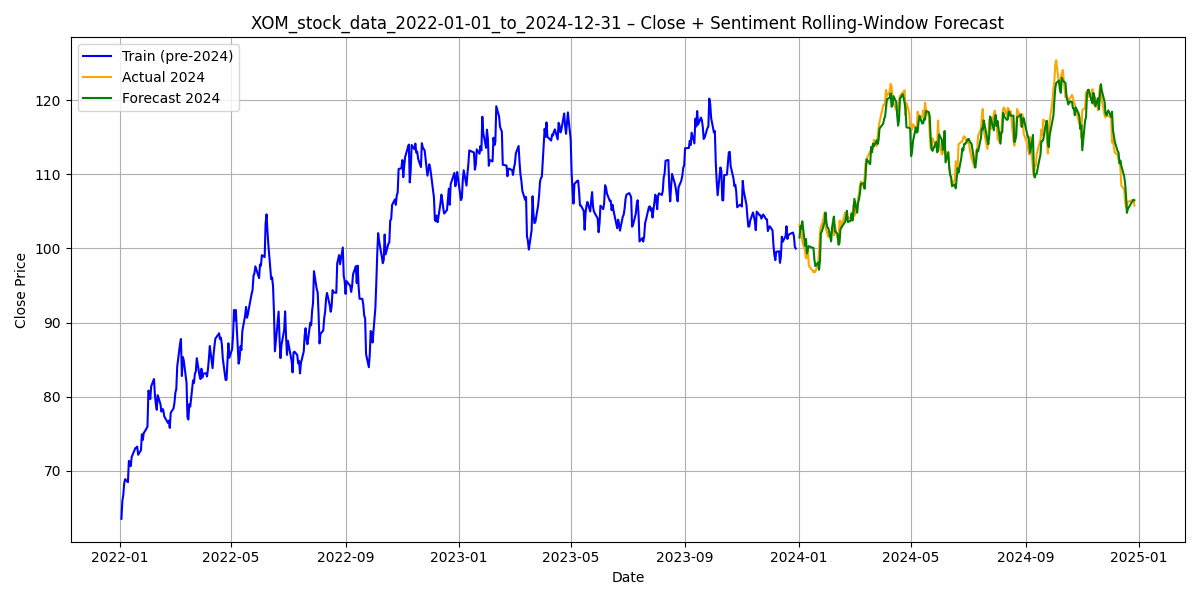 XOM_stock_data_2022-01-01_to_2024-12-31 – Close + Sentiment Rolling-Window Forecast
Train (pre-2024)
Actual 2024
Forecast 2024
Close Price
120
110
100
90
80
70
2022-01
2022-05
2022-09
2023-01
2023-05
2023-09
2024-01
2024-05
2024-09
2025-01
Date